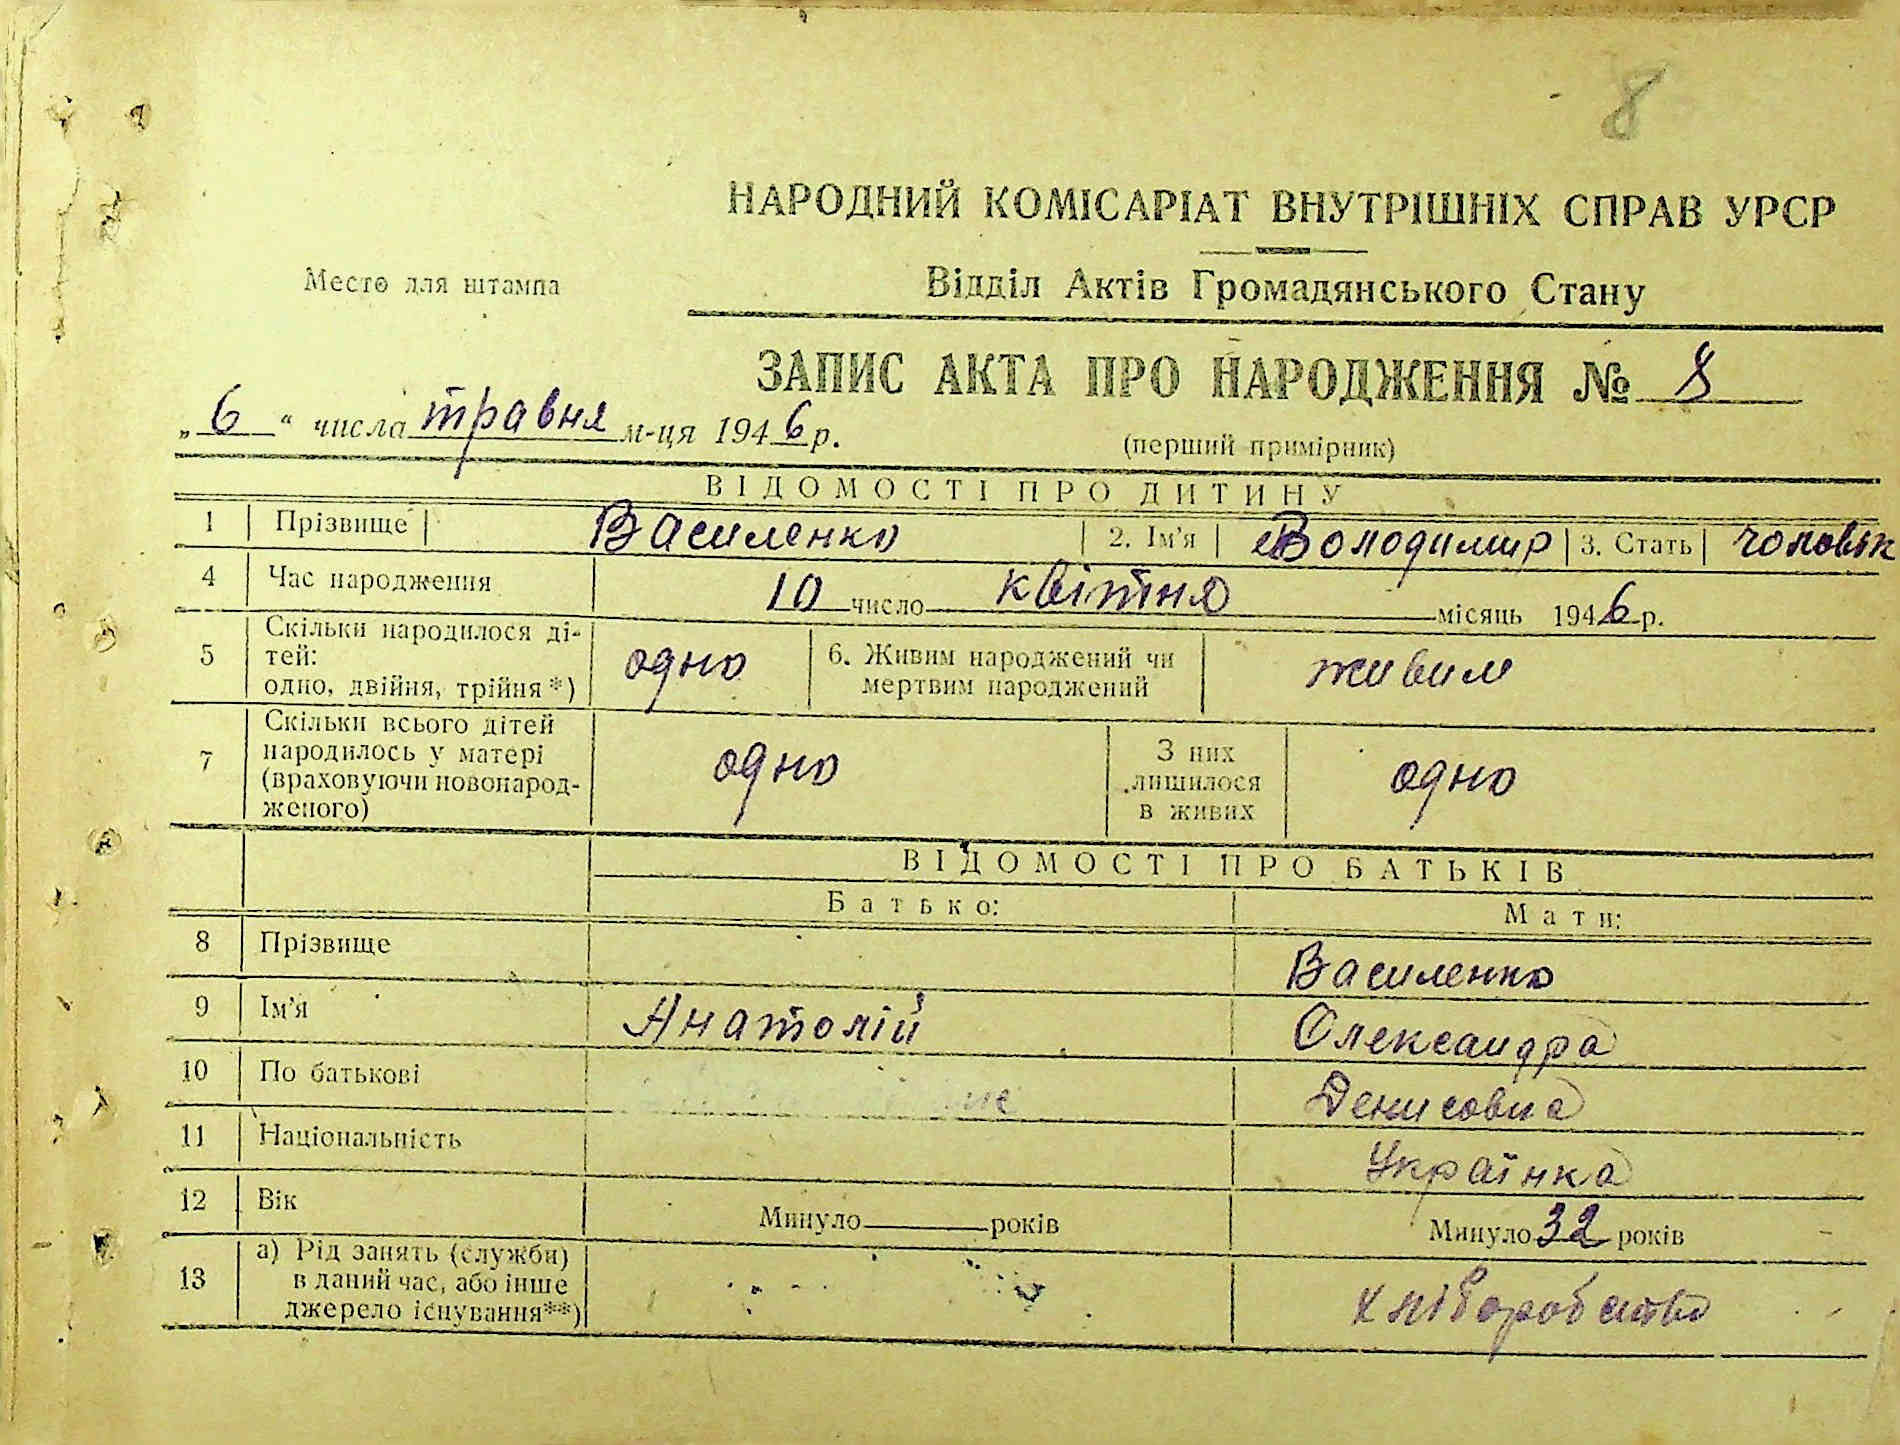 8
НАРОДНИЙ КОМІСАРІАТ ВНУТРІШНІХ СПРАВ УРСР
Место для штампа
Відділ Актів Громадянського Стану
ЗАПИС АКТА ПРО НАРОДЖЕННЯ № 8
„6“ числа травня м-ця 1946 р.
(перший примірник)
ВІДОМОСТІ ПРО ДИТИНУ
1 Прізвище Василенко 2. Ім'я Володимир 3. Стать чоловік
4 Час народження 10 число квітня місяць 1946 р.
5 Скільки народилося ді-
тей:
одно, двійня, трійня*) одно 6. Живим народжений чи
мертвим народжений живим
7 Скільки всього дітей
народилось у матері
(враховуючи новонарод-
женого) одно З них
лишилося
в живих одно
ВІДОМОСТІ ПРО БАТЬКІВ
Батько: Мати:
8 Прізвище Василенко
9 Ім'я Анатолій Олександра
10 По батькові Денисовна
11 Національність Українка
12 Вік Минуло років Минуло 32 років
13 а) Рід занять (служби)
в даний час, або інше
джерело існування**) хліборобство